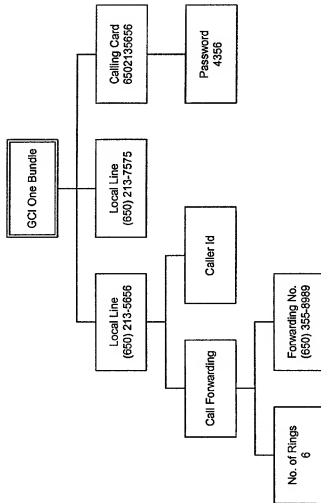 GCI One Bundle
Local Line
(650) 213-5656
Local Line
(650) 213-7575
Calling Card
6502135656
Call Forwarding
Caller Id
Password
4356
No. of Rings
6
Forwarding No.
(650) 355-8989